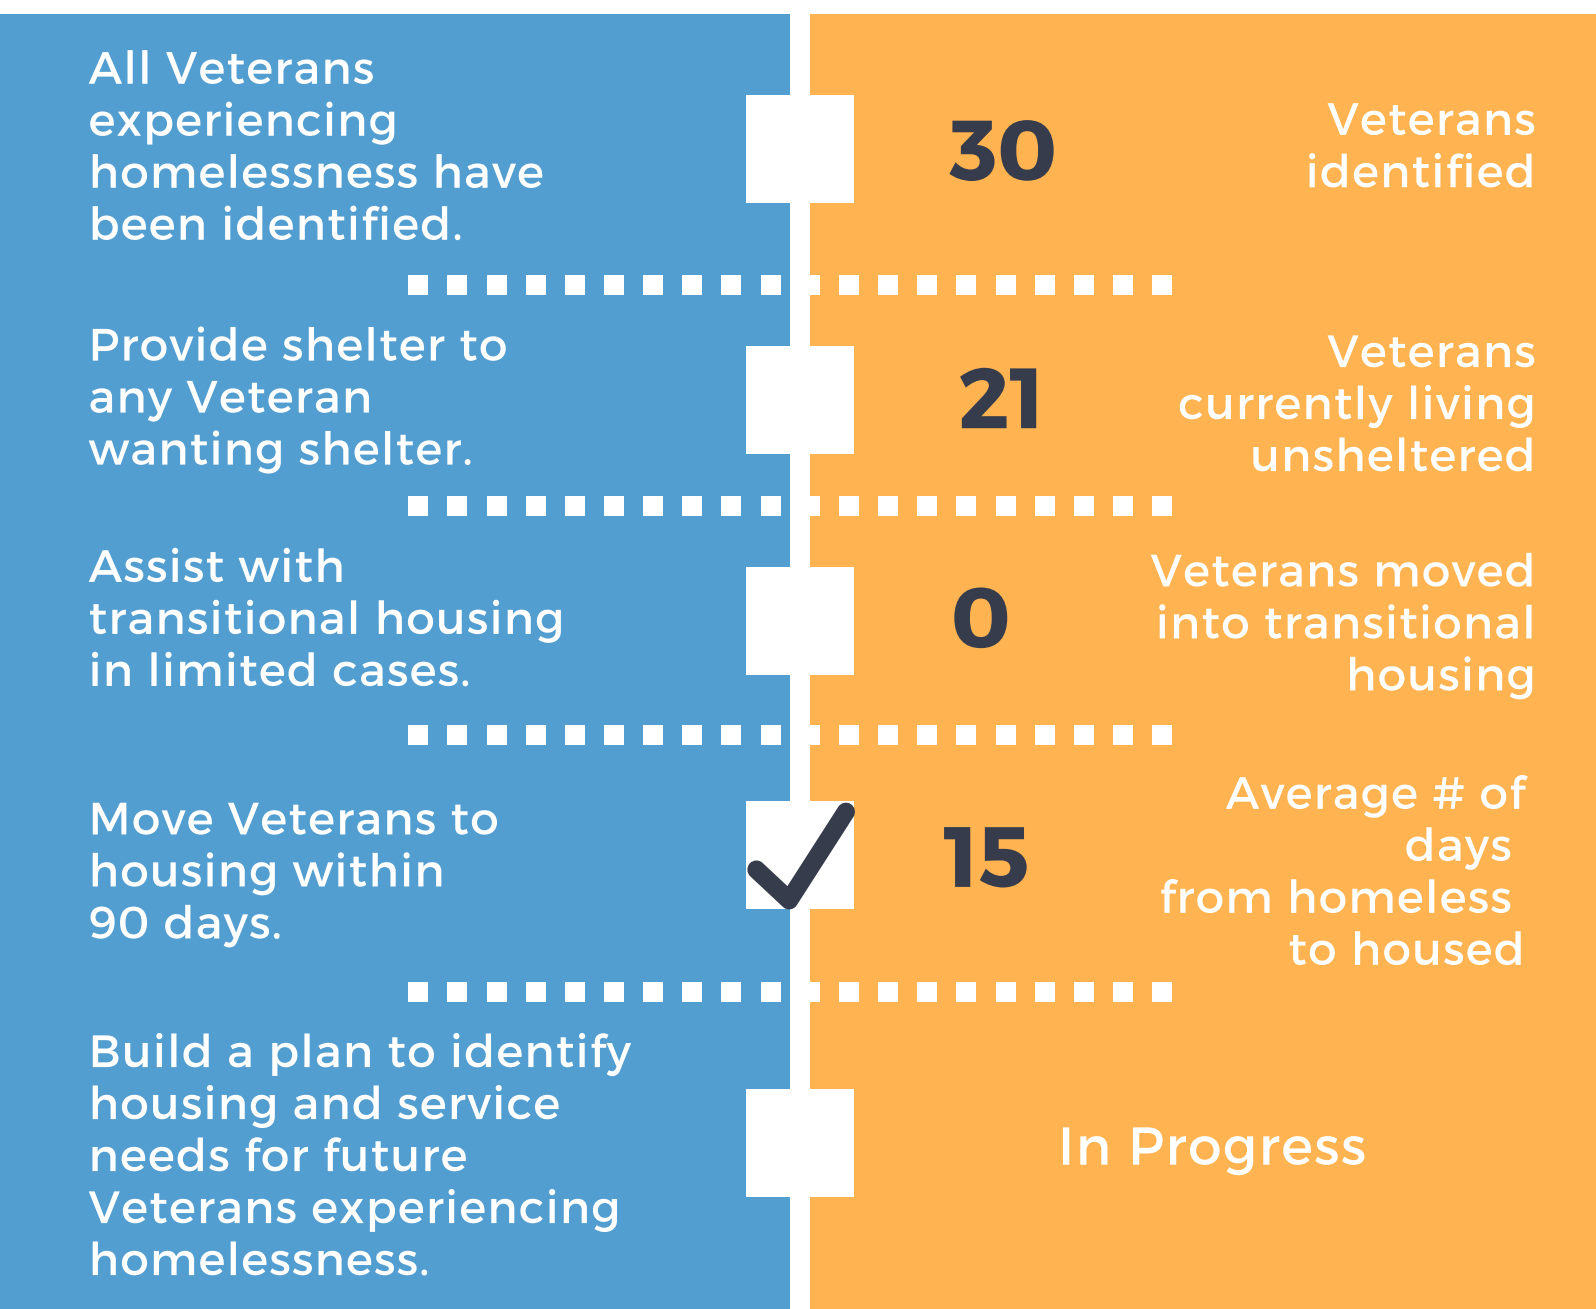 All Veterans
experiencing
homelessness have
been identified.
30
Veterans
identified
Provide shelter to
any Veteran
wanting shelter.
21
Veterans
currently living
unsheltered
Assist with
transitional housing
in limited cases.
0
Veterans moved
into transitional
housing
Move Veterans to
housing within
90 days.
15
Average # of
days
from homeless
to housed
Build a plan to identify
housing and service
needs for future
Veterans experiencing
homelessness.
In Progress